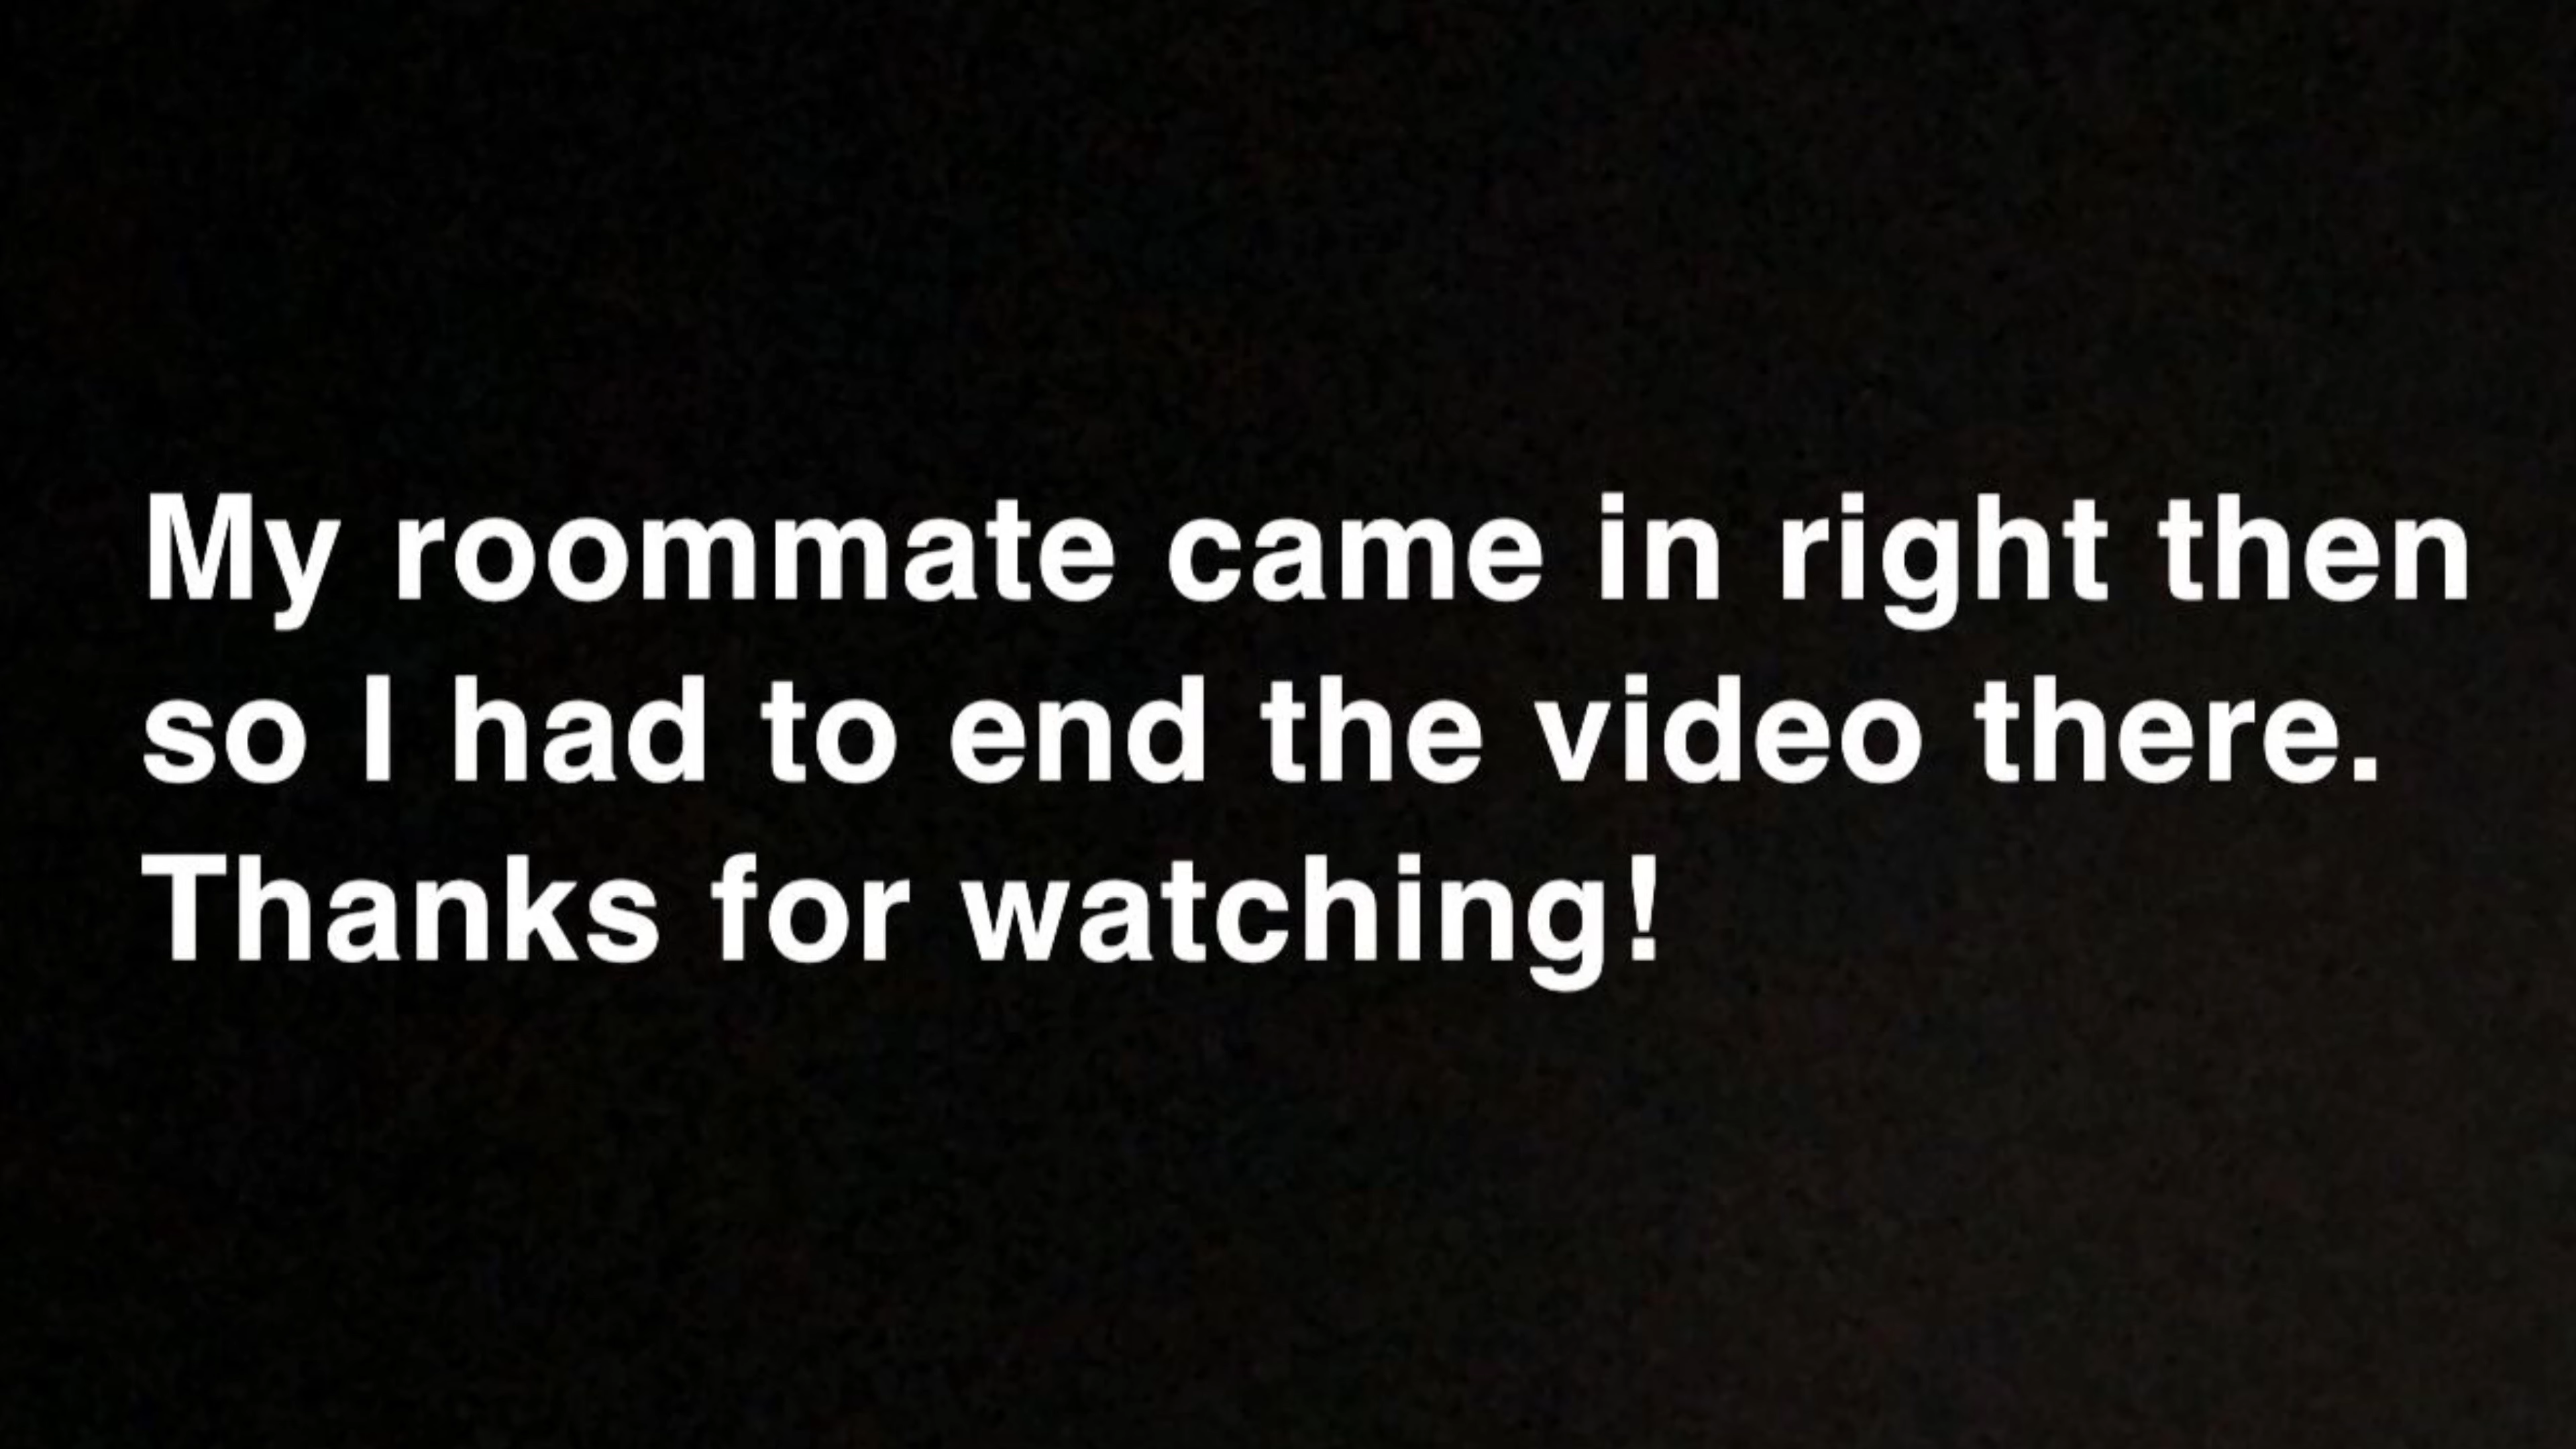 My roommate came in right then
so I had to end the video there.
Thanks for watching!